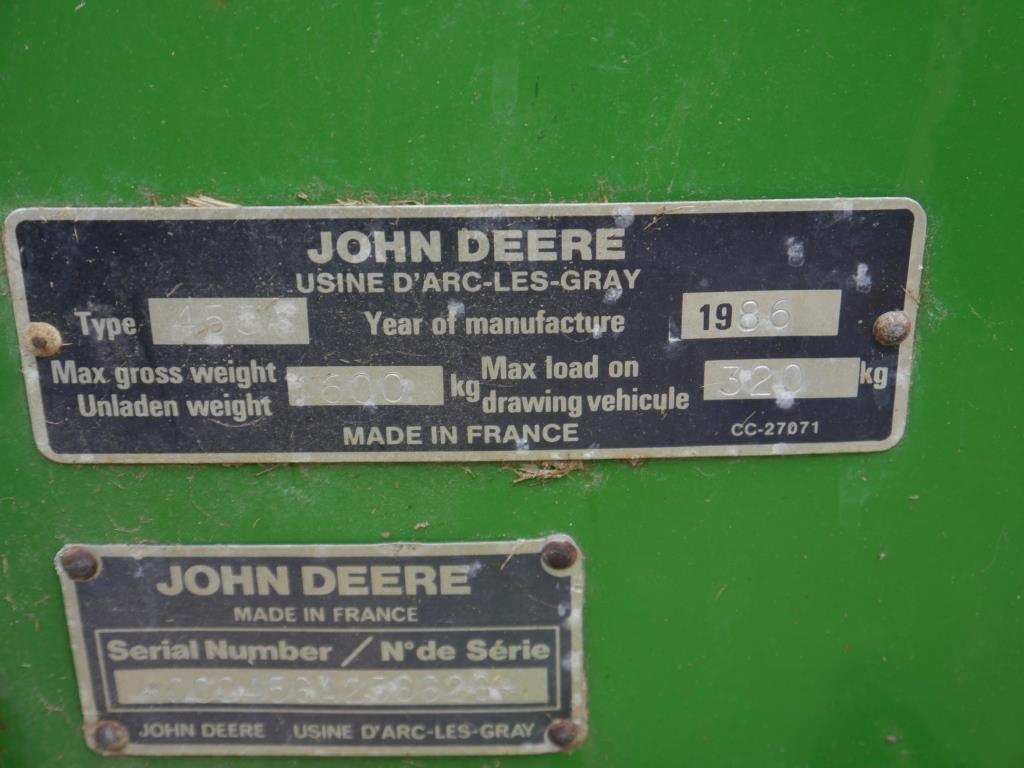 JOHN DEERE
USINE D'ARC-LES-GRAY
Type Year of manufacture 1986
Max gross weight
Unladen weight 600 kg
Max load on
drawing vehicule 320 kg
MADE IN FRANCE CC-27071
JOHN DEERE
MADE IN FRANCE
Serial Number / N° de Série
JOHN DEERE USINE D'ARC-LES-GRAY